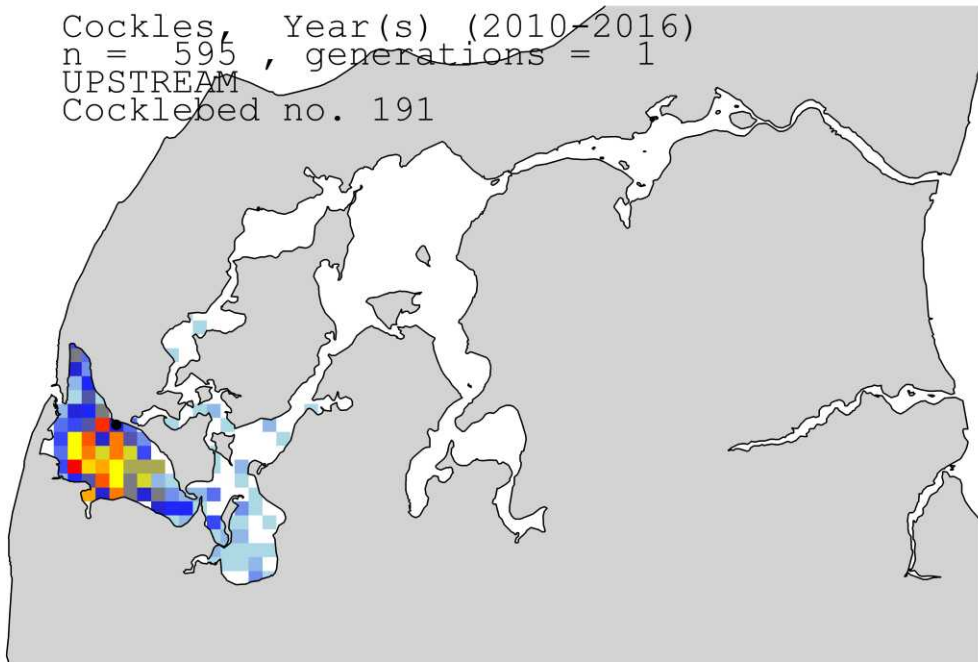 Cockles, Year(s) (2010-2016)
n = 595 , generations = 1
UPSTREAM
Cocklebed no. 191